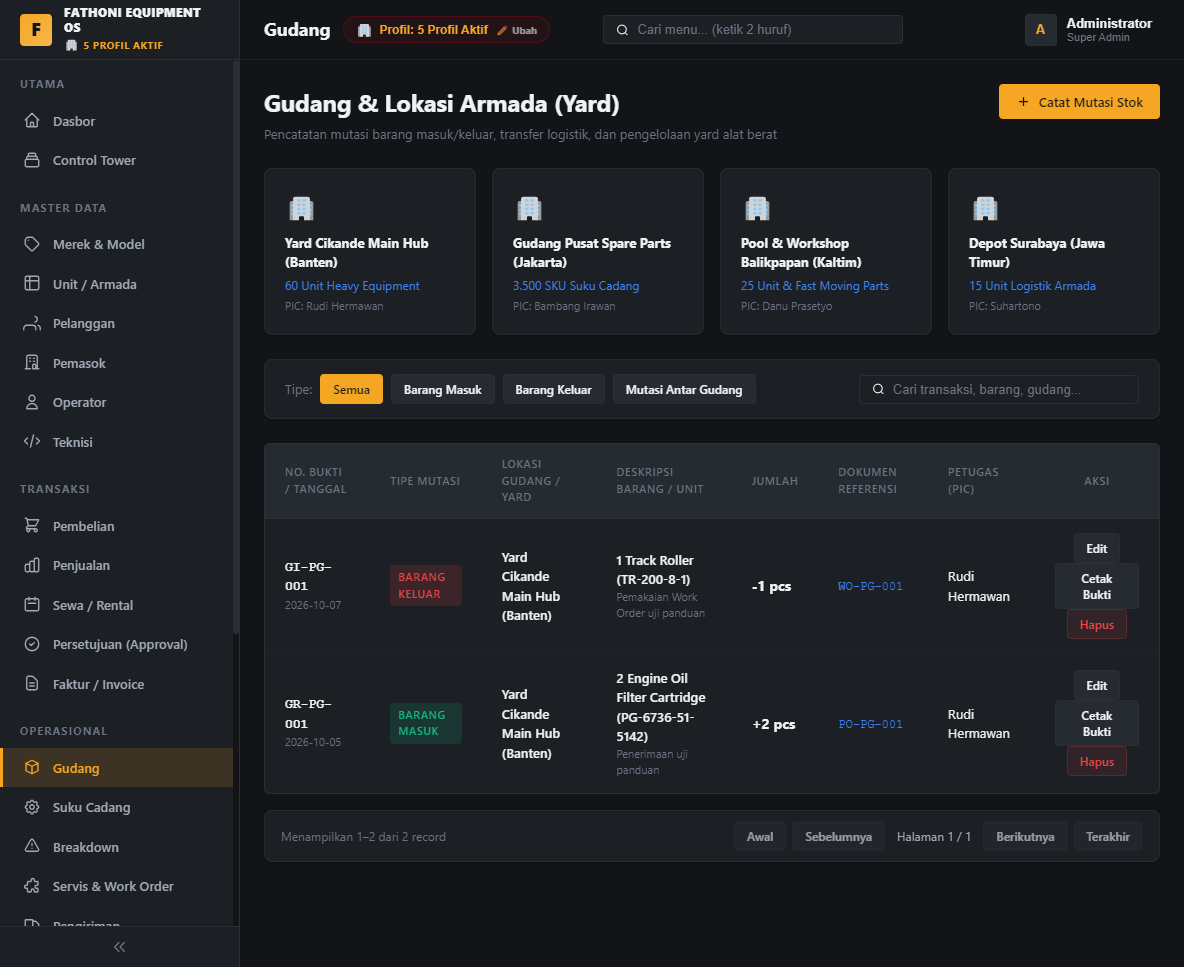 F
FATHONI EQUIPMENT
OS
5 PROFIL AKTIF
UTAMA
Dasbor
Control Tower
MASTER DATA
Merek & Model
Unit / Armada
Pelanggan
Pemasok
Operator
Teknisi
TRANSAKSI
Pembelian
Penjualan
Sewa / Rental
Persetujuan (Approval)
Faktur / Invoice
OPERASIONAL
Gudang
Suku Cadang
Breakdown
Servis & Work Order
Pengiriman
Gudang
Profil: 5 Profil Aktif
Ubah
Cari menu... (ketik 2 huruf)
A
Administrator
Super Admin
Gudang & Lokasi Armada (Yard)
Pencatatan mutasi barang masuk/keluar, transfer logistik, dan pengelolaan yard alat berat
+ Catat Mutasi Stok
Yard Cikande Main Hub
(Banten)
60 Unit Heavy Equipment
PIC: Rudi Hermawan
Gudang Pusat Spare Parts
(Jakarta)
3.500 SKU Suku Cadang
PIC: Bambang Irawan
Pool & Workshop
Balikpapan (Kaltim)
25 Unit & Fast Moving Parts
PIC: Danu Prasetyo
Depot Surabaya (Jawa
Timur)
15 Unit Logistik Armada
PIC: Suhartono
Tipe:
Semua
Barang Masuk
Barang Keluar
Mutasi Antar Gudang
Cari transaksi, barang, gudang...
NO. BUKTI
/ TANGGAL
TIPE MUTASI
LOKASI
GUDANG /
YARD
DESKRIPSI
BARANG / UNIT
JUMLAH
DOKUMEN
REFERENSI
PETUGAS
(PIC)
AKSI
GI-PG-
001
2026-10-07
BARANG
KELUAR
Yard
Cikande
Main Hub
(Banten)
1 Track Roller
(TR-200-8-1)
Pemakaian Work
Order uji panduan
-1 pcs
WO-PG-001
Rudi
Hermawan
Edit
Cetak
Bukti
Hapus
GR-PG-
001
2026-10-05
BARANG
MASUK
Yard
Cikande
Main Hub
(Banten)
2 Engine Oil
Filter Cartridge
(PG-6736-51-
5142)
Penerimaan uji
panduan
+2 pcs
PO-PG-001
Rudi
Hermawan
Edit
Cetak
Bukti
Hapus
Menampilkan 1–2 dari 2 record
Awal
Sebelumnya
Halaman 1 / 1
Berikutnya
Terakhir